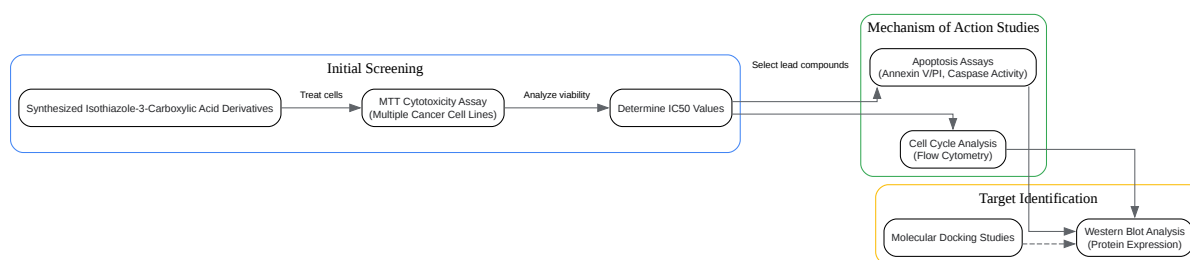 Mechanism of Action Studies
Initial Screening
Select lead compounds
Apoptosis Assays
(Annexin V/PI, Caspase Activity)
Synthesized Isothiazole-3-Carboxylic Acid Derivatives
Treat cells
MTT Cytotoxicity Assay
(Multiple Cancer Cell Lines)
Analyze viability
Determine IC50 Values
Cell Cycle Analysis
(Flow Cytometry)
Target Identification
Molecular Docking Studies
Western Blot Analysis
(Protein Expression)